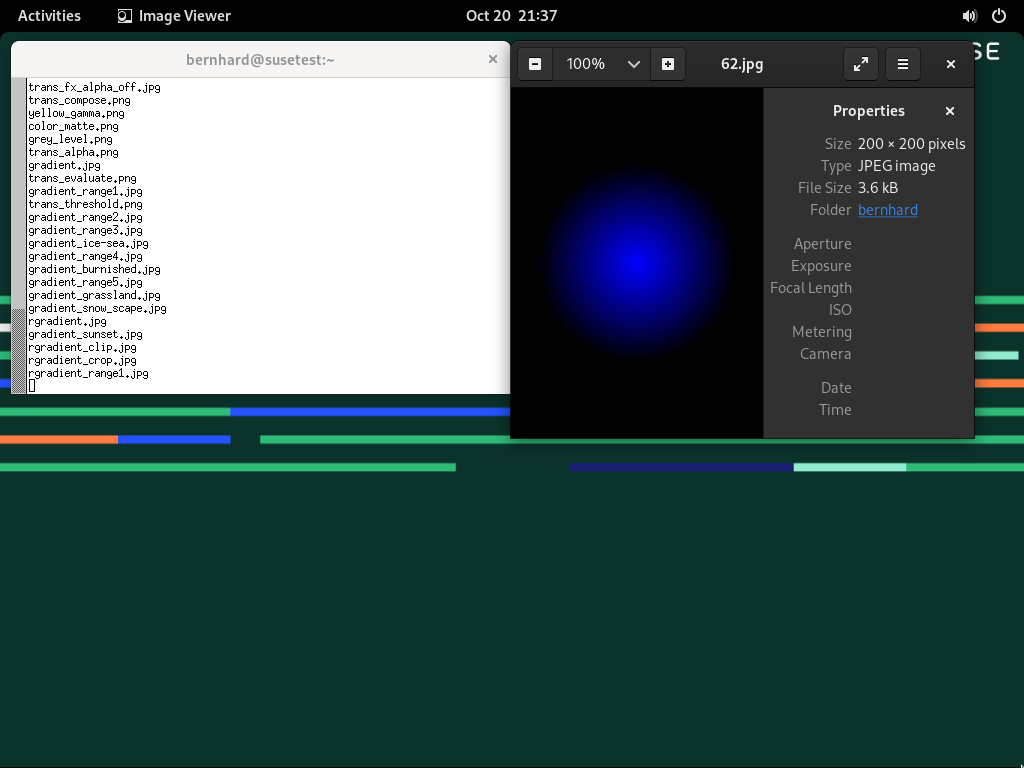 Activities
Image Viewer
Oct 20 21:37
bernhard@susetest:~
trans_fx_alpha_off.jpg
trans_compose.png
yellow_gamma.png
color_matte.png
grey_level.png
trans_alpha.png
gradient.jpg
trans_evaluate.png
gradient_range1.jpg
trans_threshold.png
gradient_range2.jpg
gradient_range3.jpg
gradient_ice-sea.jpg
gradient_range4.jpg
gradient_burnished.jpg
gradient_range5.jpg
gradient_grassland.jpg
gradient_snow_scape.jpg
rgradient.jpg
gradient_sunset.jpg
rgradient_clip.jpg
rgradient_crop.jpg
rgradient_range1.jpg
100%
62.jpg
Properties
Size 200 × 200 pixels
Type JPEG image
File Size 3.6 kB
Folder bernhard
Aperture
Exposure
Focal Length
ISO
Metering
Camera
Date
Time
SE